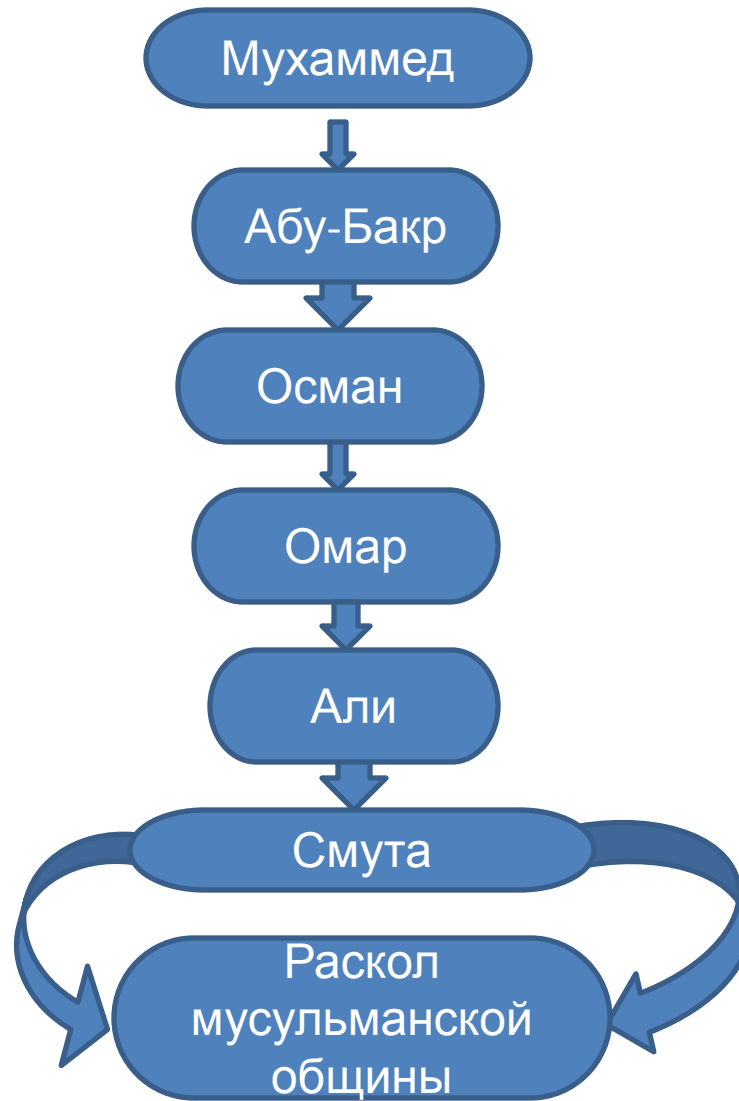 Мухаммед
Абу-Бакр
Осман
Омар
Али
Смута
Раскол
мусульманской
общины